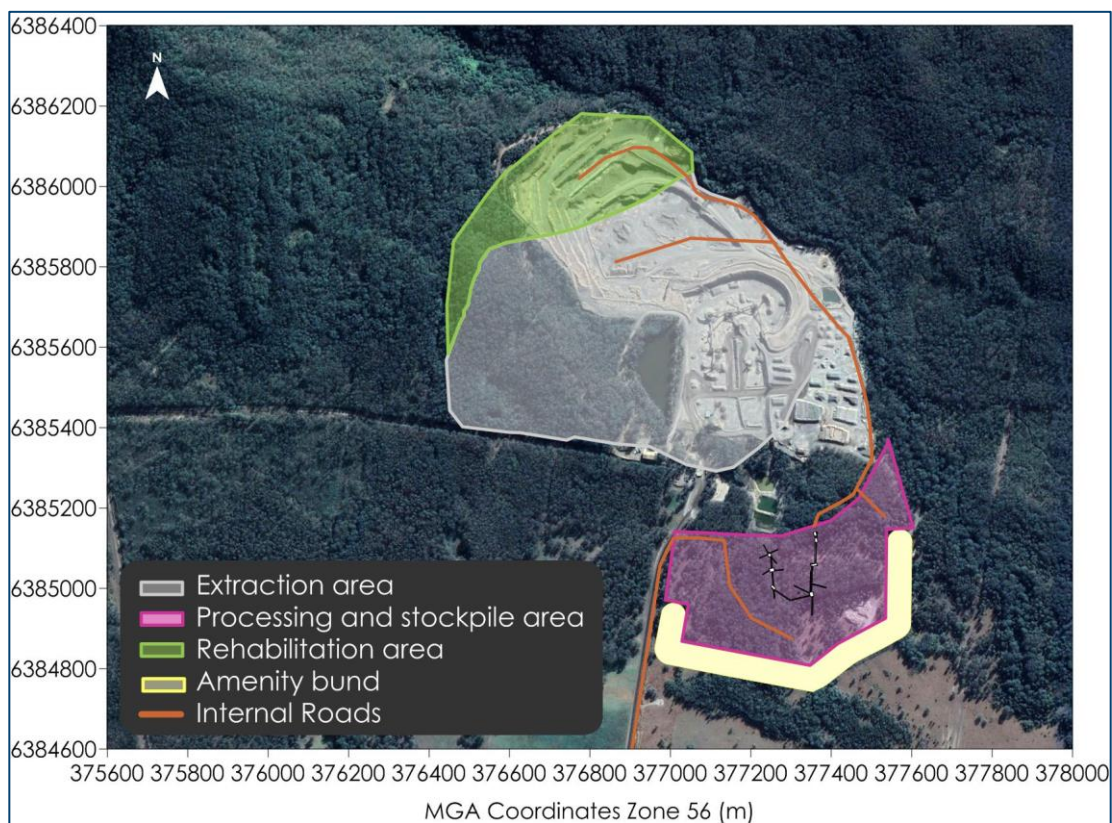 6386400
N
6386200
6386000
6385800
6385600
6385400
6385200
6385000
6384800
6384600
Extraction area
Processing and stockpile area
Rehabilitation area
Amenity bund
Internal Roads
375600 375800 376000 376200 376400 376600 376800 377000 377200 377400 377600 377800 378000
MGA Coordinates Zone 56 (m)